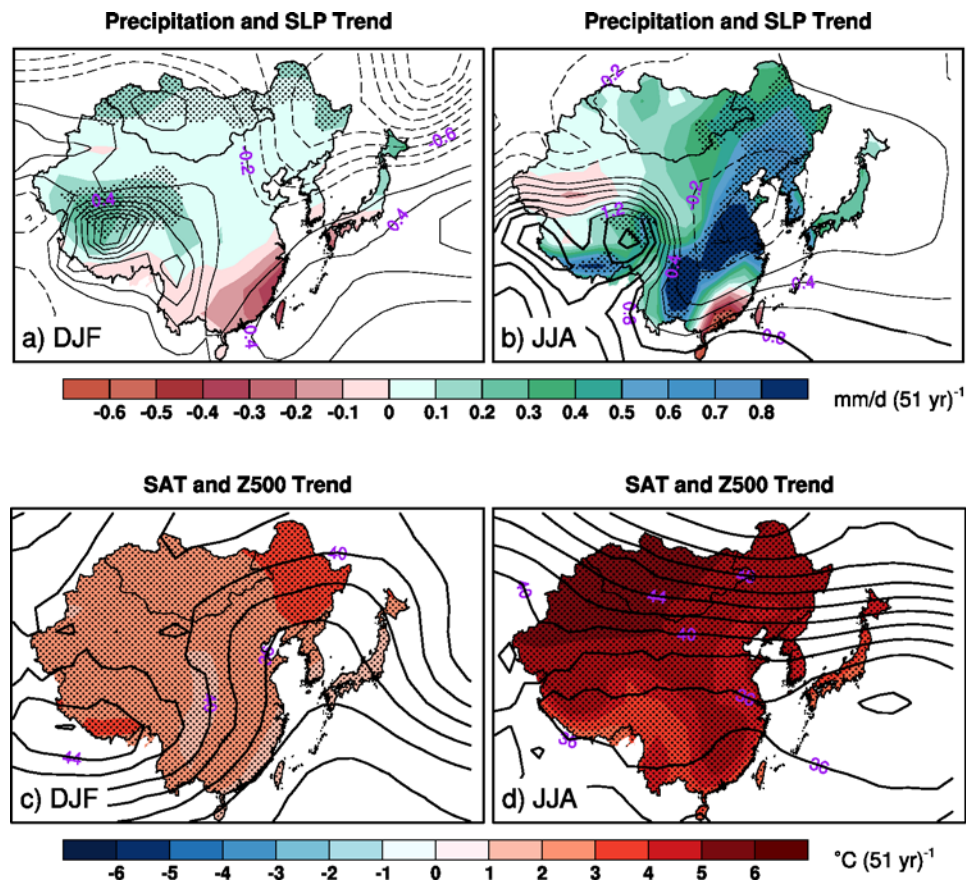 Precipitation and SLP Trend
Precipitation and SLP Trend
0.4
-0.2
-0.6
0.4
0.4
a) DJF
-0.2
1.2
-0.2
0.4
0.8
0.4
0.8
b) JJA
-0.6 -0.5 -0.4 -0.3 -0.2 -0.1 0 0.1 0.2 0.3 0.4 0.5 0.6 0.7 0.8
mm/d (51 yr)-1
SAT and Z500 Trend
SAT and Z500 Trend
40
44
c) DJF
36
36
d) JJA
-6 -5 -4 -3 -2 -1 0 1 2 3 4 5 6
°C (51 yr)-1